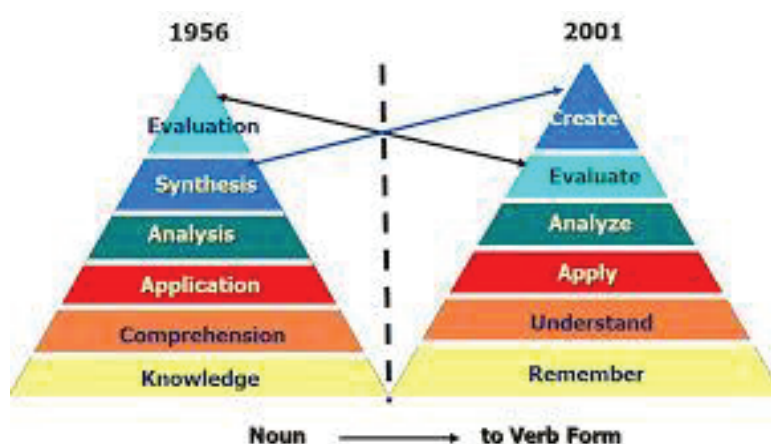 1956
Evaluation
Synthesis
Analysis
Application
Comprehension
Knowledge
2001
Create
Evaluate
Analyze
Apply
Understand
Remember
Noun to Verb Form